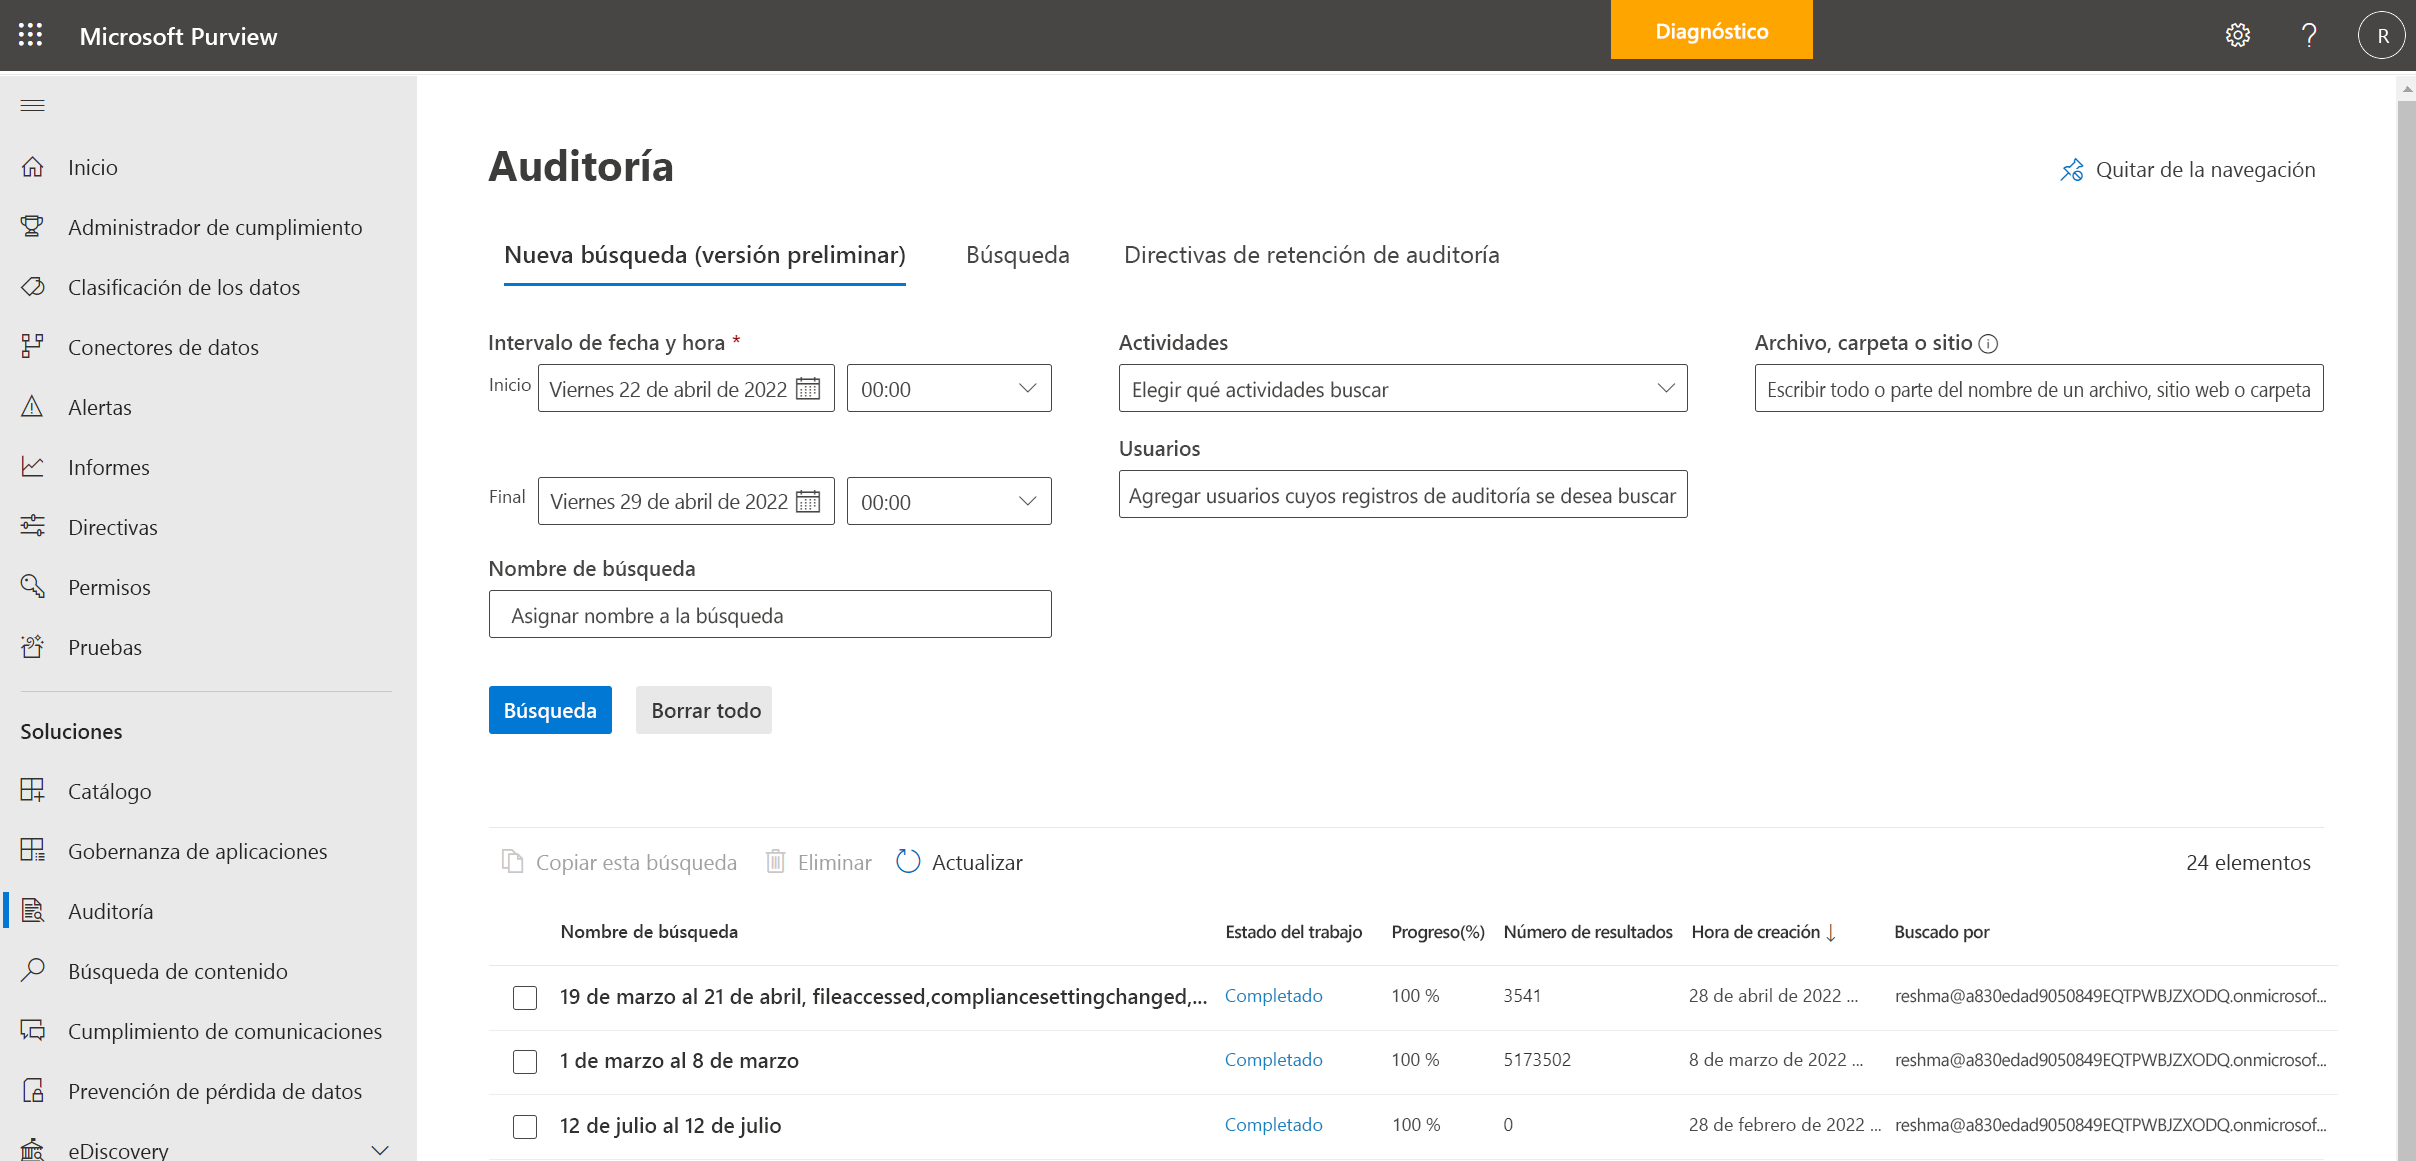 Microsoft Purview
Diagnóstico
R
Inicio
Administrador de cumplimiento
Clasificación de los datos
Conectores de datos
Alertas
Informes
Directivas
Permisos
Pruebas
Soluciones
Catálogo
Gobernanza de aplicaciones
Auditoría
Búsqueda de contenido
Cumplimiento de comunicaciones
Prevención de pérdida de datos
eDiscovery
Auditoría
Quitar de la navegación
Nueva búsqueda (versión preliminar) Búsqueda Directivas de retención de auditoría
Intervalo de fecha y hora *
Inicio Viernes 22 de abril de 2022 00:00
Final Viernes 29 de abril de 2022 00:00
Actividades
Elegir qué actividades buscar
Usuarios
Agregar usuarios cuyos registros de auditoría se desea buscar
Archivo, carpeta o sitio
Escribir todo o parte del nombre de un archivo, sitio web o carpeta
Nombre de búsqueda
Asignar nombre a la búsqueda
Búsqueda Borrar todo
Copiar esta búsqueda Eliminar Actualizar 24 elementos
Nombre de búsqueda Estado del trabajo Progreso(%) Número de resultados Hora de creación ↓ Buscado por
19 de marzo al 21 de abril, fileaccessed,compliancesettingchanged,... Completado 100 % 3541 28 de abril de 2022 ... reshma@a830edad9050849EQTPWBJZXODQ.onmicrosof...
1 de marzo al 8 de marzo Completado 100 % 5173502 8 de marzo de 2022 ... reshma@a830edad9050849EQTPWBJZXODQ.onmicrosof...
12 de julio al 12 de julio Completado 100 % 0 28 de febrero de 2022 ... reshma@a830edad9050849EQTPWBJZXODQ.onmicrosof...